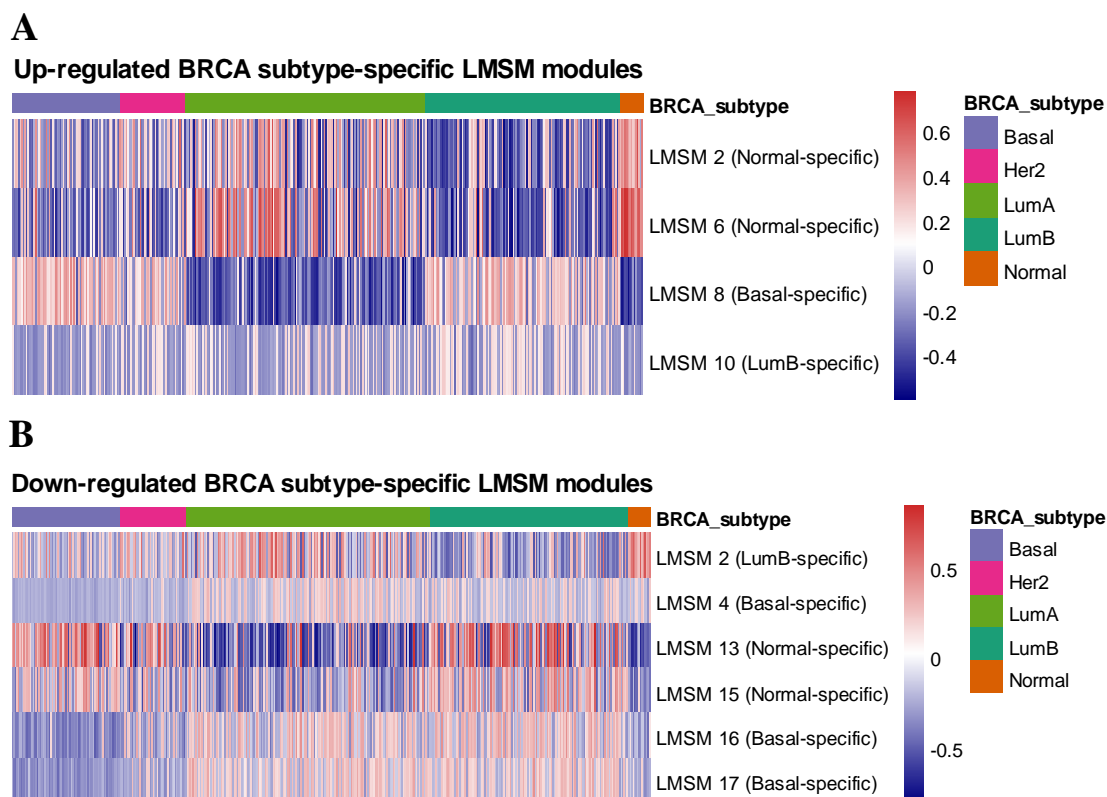 A
Up-regulated BRCA subtype-specific LMSM modules
BRCA_subtype
LMSM 2 (Normal-specific)
LMSM 6 (Normal-specific)
LMSM 8 (Basal-specific)
LMSM 10 (LumB-specific)
0.6
0.4
0.2
0
-0.2
-0.4
BRCA_subtype
Basal
Her2
LumA
LumB
Normal
B
Down-regulated BRCA subtype-specific LMSM modules
BRCA_subtype
LMSM 2 (LumB-specific)
LMSM 4 (Basal-specific)
LMSM 13 (Normal-specific)
LMSM 15 (Normal-specific)
LMSM 16 (Basal-specific)
LMSM 17 (Basal-specific)
0.5
0
-0.5
BRCA_subtype
Basal
Her2
LumA
LumB
Normal